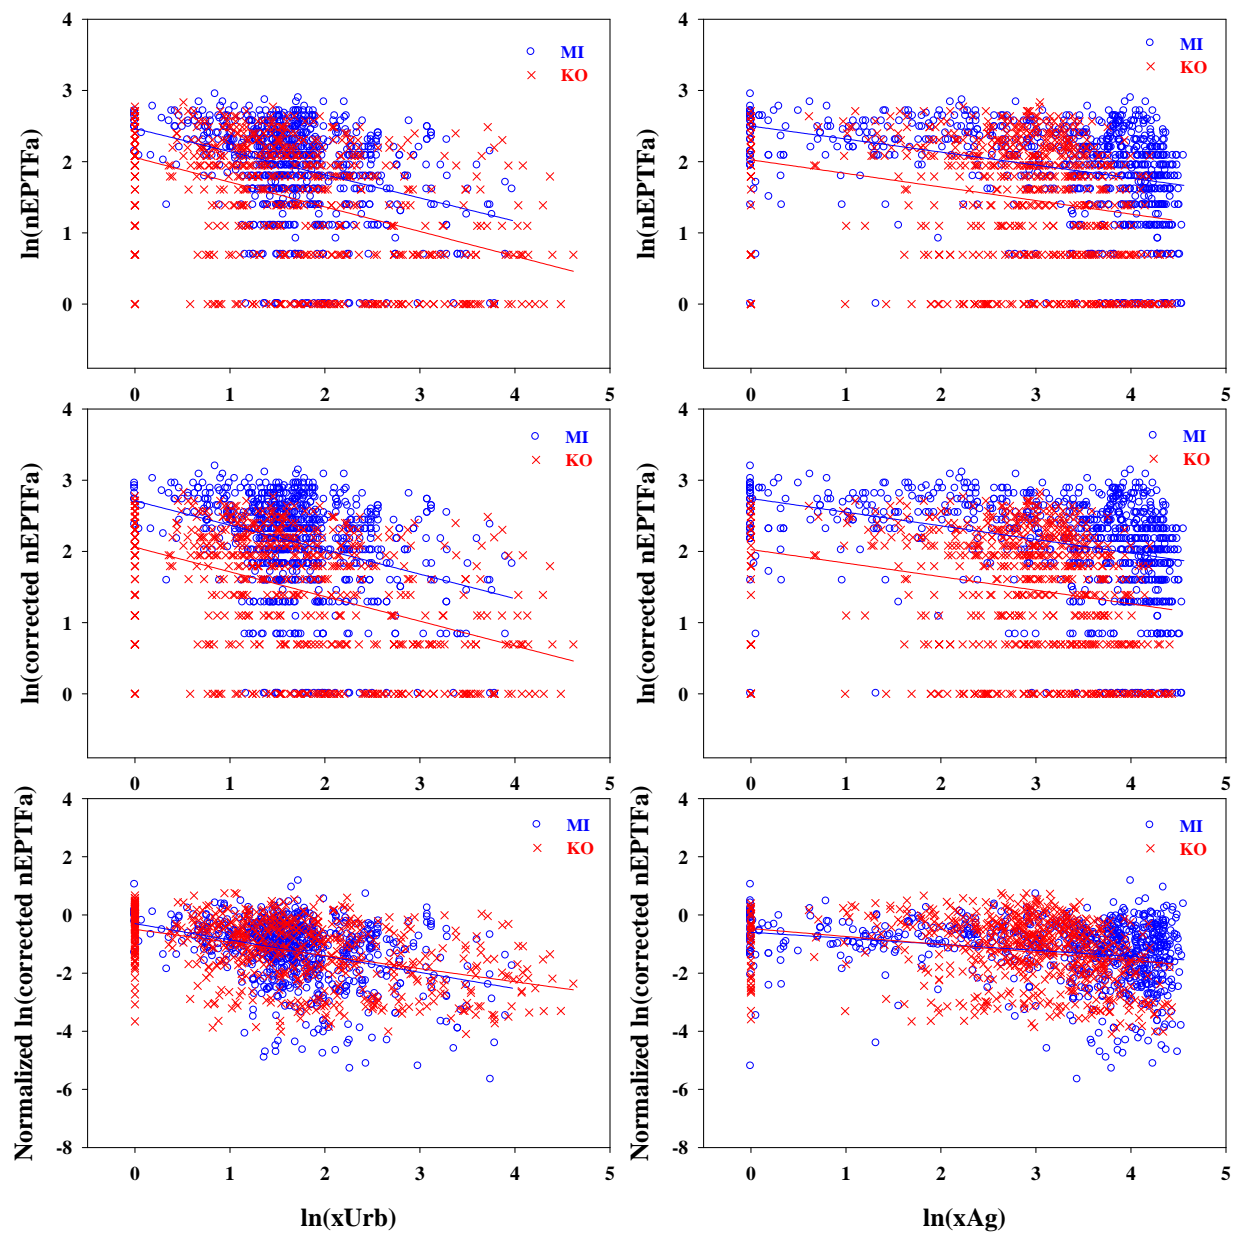 4
3
2
1
0
ln(nEPTFa)
MI
KO
0 1 2 3 4 5
4
3
2
1
0
ln(nEPTFa)
MI
KO
0 1 2 3 4 5
4
3
2
1
0
ln(corrected nEPTFa)
MI
KO
0 1 2 3 4 5
4
3
2
1
0
ln(corrected nEPTFa)
MI
KO
0 1 2 3 4 5
4
2
0
-2
-4
-6
-8
Normalized ln(corrected nEPTFa)
MI
KO
0 1 2 3 4 5
ln(xUrb)
4
2
0
-2
-4
-6
-8
Normalized ln(corrected nEPTFa)
MI
KO
0 1 2 3 4 5
ln(xAg)